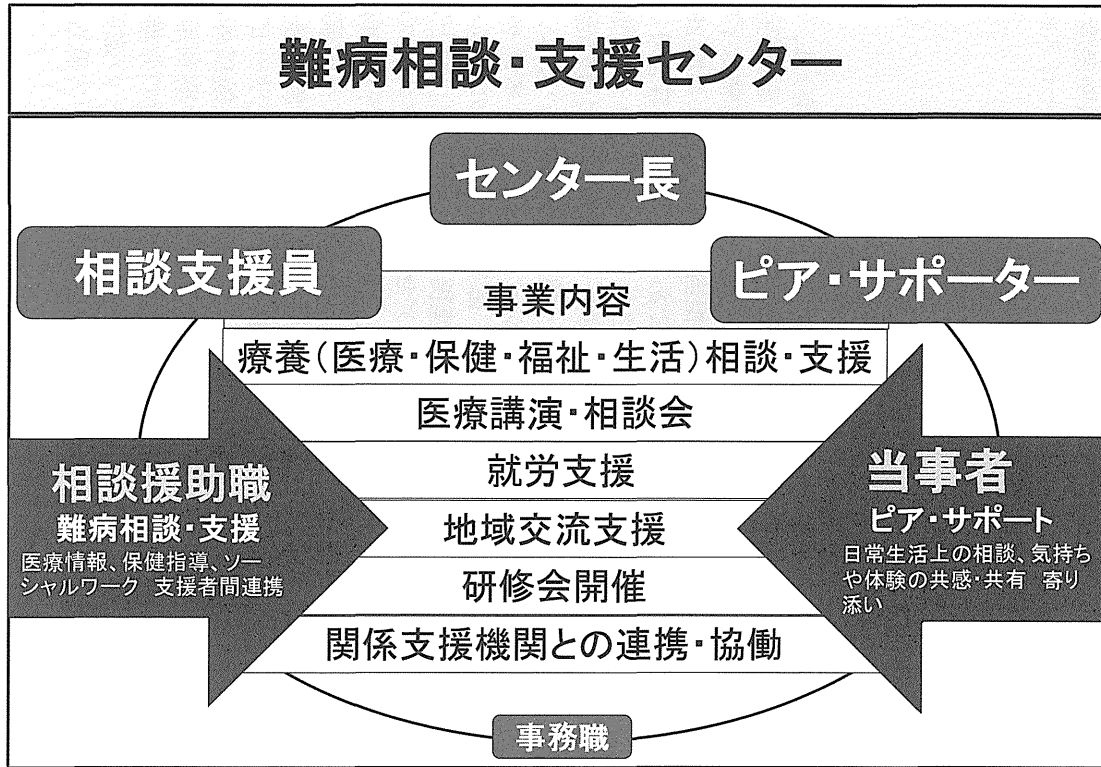 難病相談・支援センター
センター長
相談支援員
ピア・サポーター
事業内容
療養(医療・保健・福祉・生活)相談・支援
医療講演・相談会
就労支援
地域交流支援
研修会開催
関係支援機関との連携・協働
相談援助職
難病相談・支援
医療情報、保健指導、ソー
シャルワーク 支援者間連携
当事者
ピア・サポート
日常生活上の相談、気持ち
や体験の共感・共有 寄り
添い
事務職